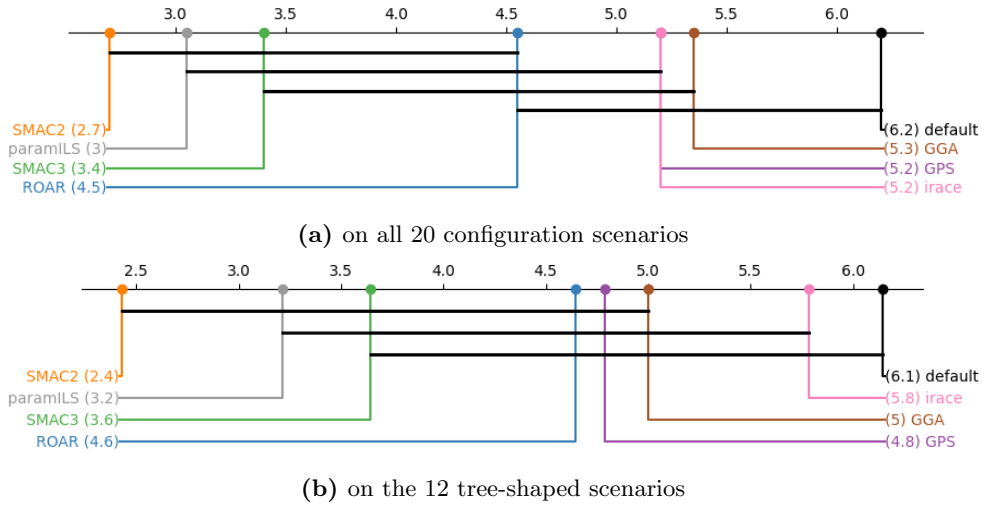 3.0 3.5 4.0 4.5 5.0 5.5 6.0
SMAC2 (2.7) (6.2) default
paramILS (3) (5.3) GGA
SMAC3 (3.4) (5.2) GPS
ROAR (4.5) (5.2) irace
(a) on all 20 configuration scenarios
2.5 3.0 3.5 4.0 4.5 5.0 5.5 6.0
SMAC2 (2.4) (6.1) default
paramILS (3.2) (5.8) irace
SMAC3 (3.6) (5) GGA
ROAR (4.6) (4.8) GPS
(b) on the 12 tree-shaped scenarios